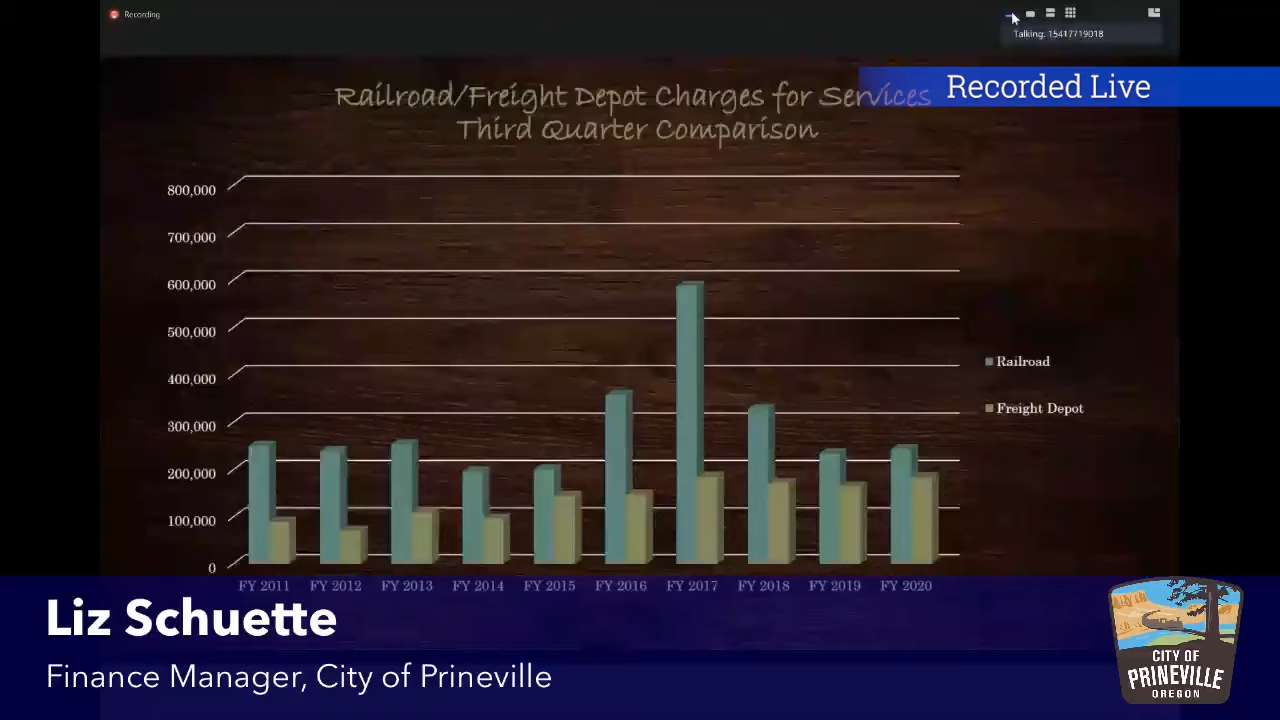 Recording
Talking: 15417719018
Recorded Live
Railroad/Freight Depot Charges for Services
Third Quarter Comparison
800,000
700,000
600,000
500,000
400,000
300,000
200,000
100,000
0
Railroad
Freight Depot
FY 2011 FY 2012 FY 2013 FY 2014 FY 2015 FY 2016 FY 2017 FY 2018 FY 2019 FY 2020
Liz Schuette
Finance Manager, City of Prineville
CITY OF
PRINEVILLE
OREGON